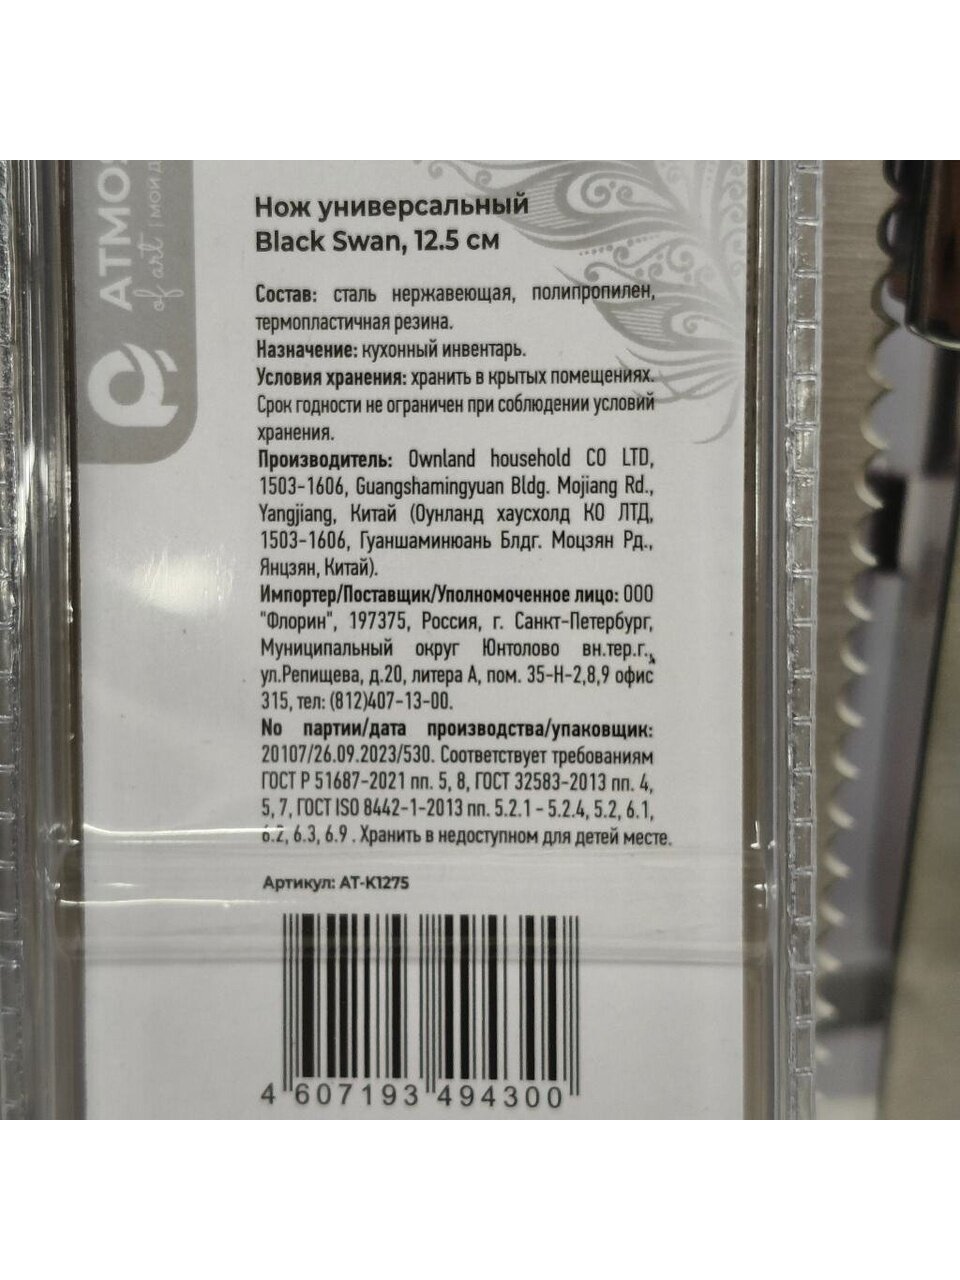 АТМОS
of art | МОИД
Нож универсальный
Black Swan, 12.5 см
Состав: сталь нержавеющая, полипропилен,
термопластичная резина.
Назначение: кухонный инвентарь.
Условия хранения: хранить в крытых помещениях.
Срок годности не ограничен при соблюдении условий
хранения.
Производитель: Ownland household CO LTD,
1503-1606, Guangshamingyuan Bldg. Mojiang Rd.,
Yangjiang, Китай (Оунланд хаусхолд КО ЛТД,
1503-1606, Гуаншаминюань Блдг. Моцзян Рд.,
Янцзян, Китай).
Импортер/Поставщик/Уполномоченное лицо: ООО
"Флорин", 197375, Россия, г. Санкт-Петербург,
Муниципальный округ Юнтолово вн.тер.г.,
ул.Репищева, д.20, литера А, пом. 35-Н-2,8,9 офис
315, тел: (812)407-13-00.
No партии/дата производства/упаковщик:
20107/26.09.2023/530. Соответствует требованиям
ГОСТ Р 51687-2021 пп. 5, 8, ГОСТ 32583-2013 пп. 4,
5, 7, ГОСТ ISO 8442-1-2013 пп. 5.2.1 - 5.2.4, 5.2, 6.1,
6.2, 6.3, 6.9 . Хранить в недоступном для детей месте.
Артикул: AT-K1275
4 607193 494300